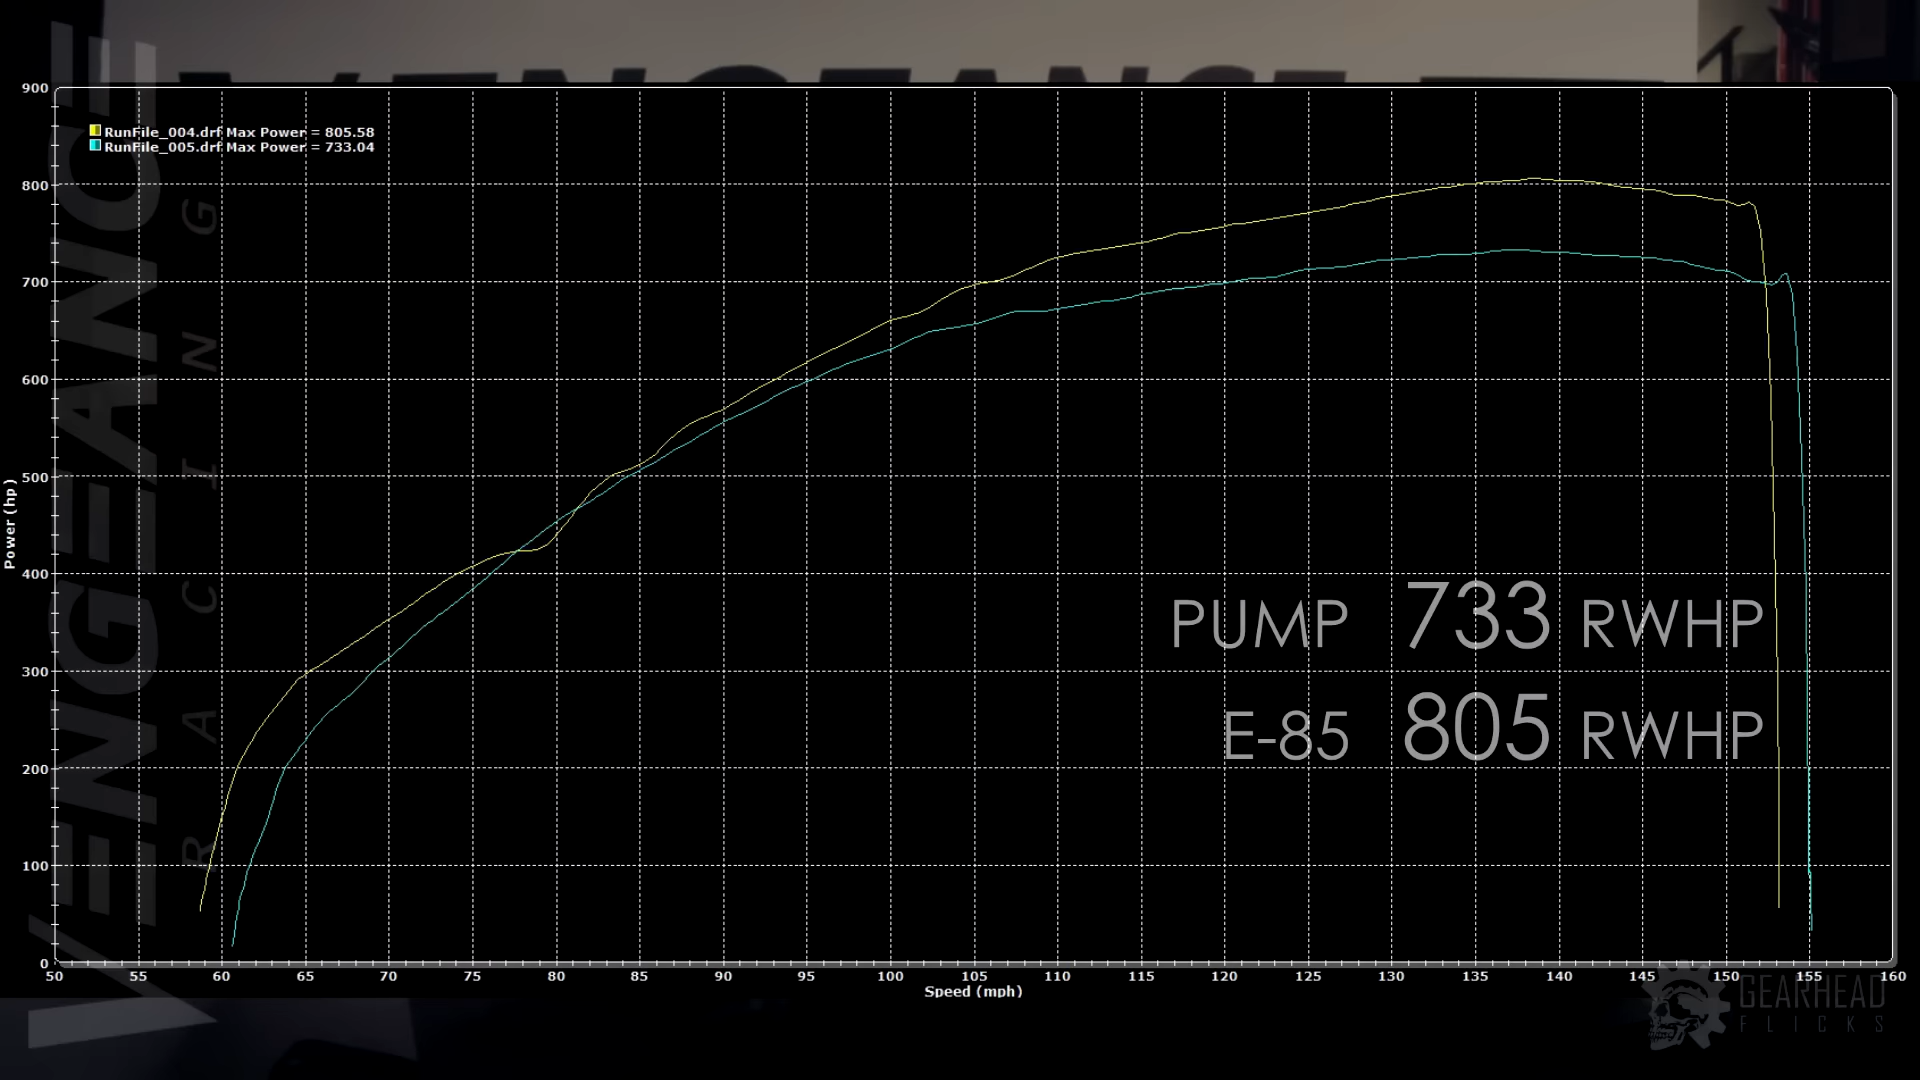 VENGEANCE
RACING
RunFile_004.drf Max Power = 805.58
RunFile_005.drf Max Power = 733.04
900
800
700
600
500
400
300
200
100
0
Power (hp)
PUMP 733 RWHP
E-85 805 RWHP
50 55 60 65 70 75 80 85 90 95 100 105 110 115 120 125 130 135 140 145 150 155 160
Speed (mph)
GEARHEAD
FLICKS